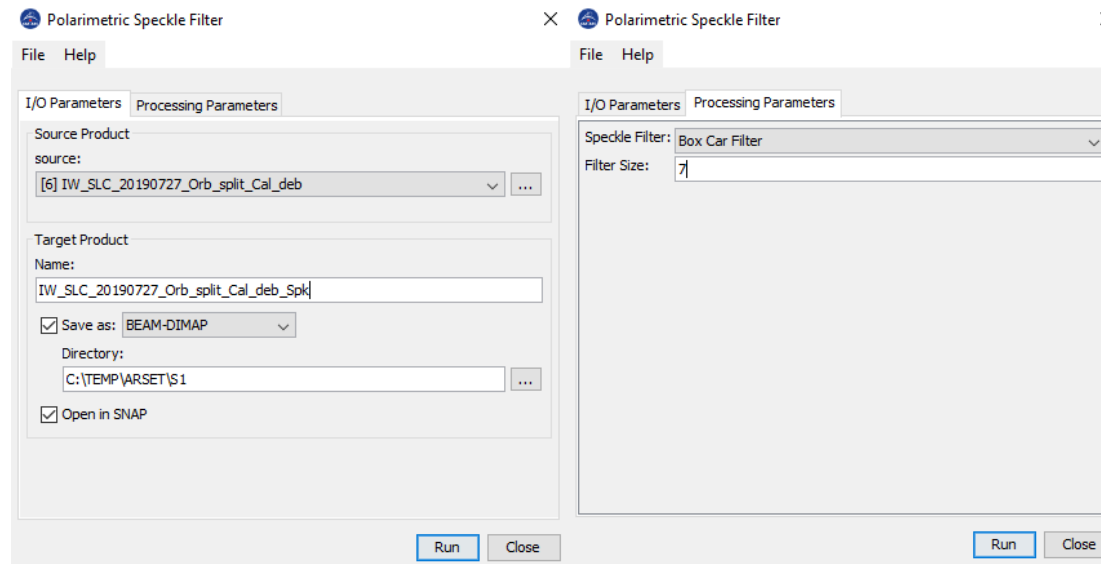 Polarimetric Speckle Filter
File Help
I/O Parameters Processing Parameters
Source Product
source:
[6] IW_SLC_20190727_Orb_split_Cal_deb
...
Target Product
Name:
IW_SLC_20190727_Orb_split_Cal_deb_Spk
Save as: BEAM-DIMAP
Directory:
C:\TEMP\ARSET\S1
...
Open in SNAP
Run Close
Polarimetric Speckle Filter
File Help
I/O Parameters Processing Parameters
Speckle Filter: Box Car Filter
Filter Size: 7
Run Close